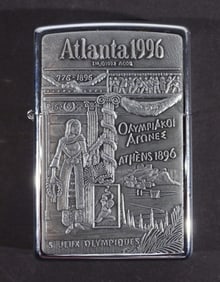 Atlanta 1996
776-1896
ΟΛΥΜΠΙΑΚΟΙ
ΑΓΩΝΕΣ
ATHENS 1896
JEUX OLYMPIQUES